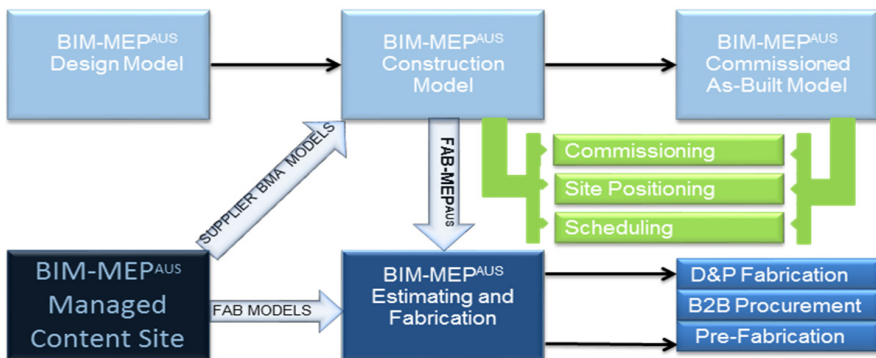 BIM-MEPAUS
Design Model
BIM-MEPAUS
Construction
Model
BIM-MEPAUS
Commissioned
As-Built Model
SUPPLIER BMA MODELS
FAB-MEPAUS
Commissioning
Site Positioning
Scheduling
BIM-MEPAUS
Managed
Content Site
FAB MODELS
BIM-MEPAUS
Estimating and
Fabrication
D&P Fabrication
B2B Procurement
Pre-Fabrication